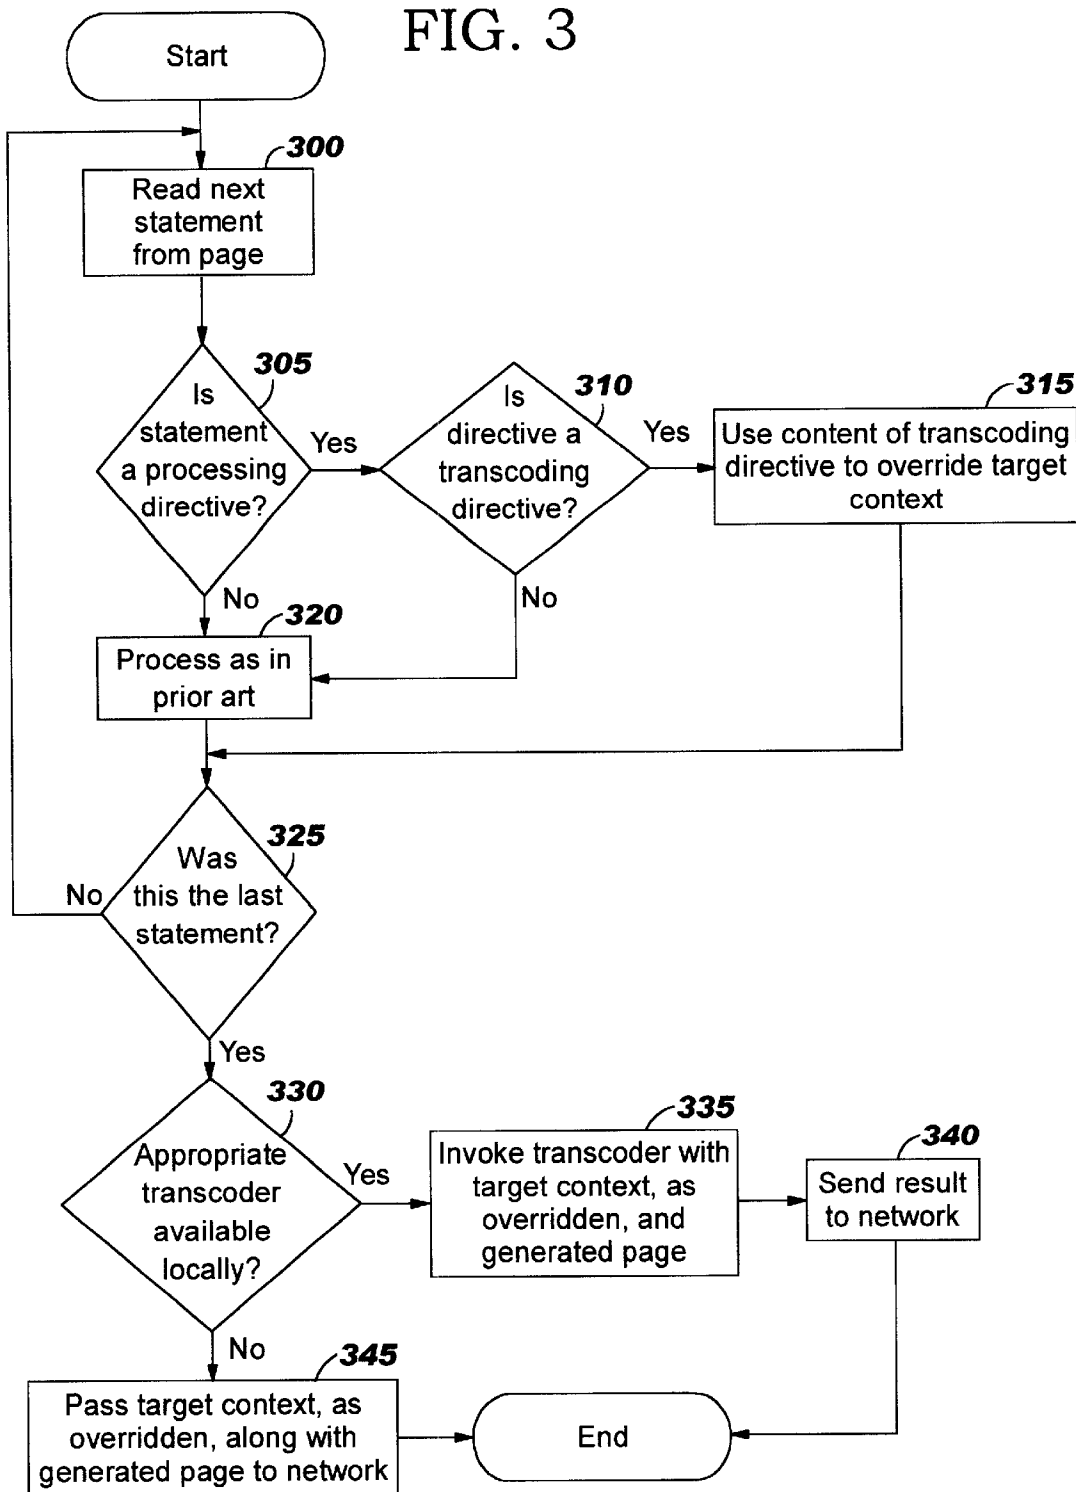 FIG. 3
Start
300
Read next
statement
from page
305
Is
statement
a processing
directive?
Yes
No
310
Is
directive a
transcoding
directive?
Yes
No
315
Use content of transcoding
directive to override target
context
320
Process as in
prior art
325
Was
this the last
statement?
No
Yes
330
Appropriate
transcoder
available
locally?
Yes
No
335
Invoke transcoder with
target context, as
overridden, and
generated page
340
Send result
to network
345
Pass target context, as
overridden, along with
generated page to network
End